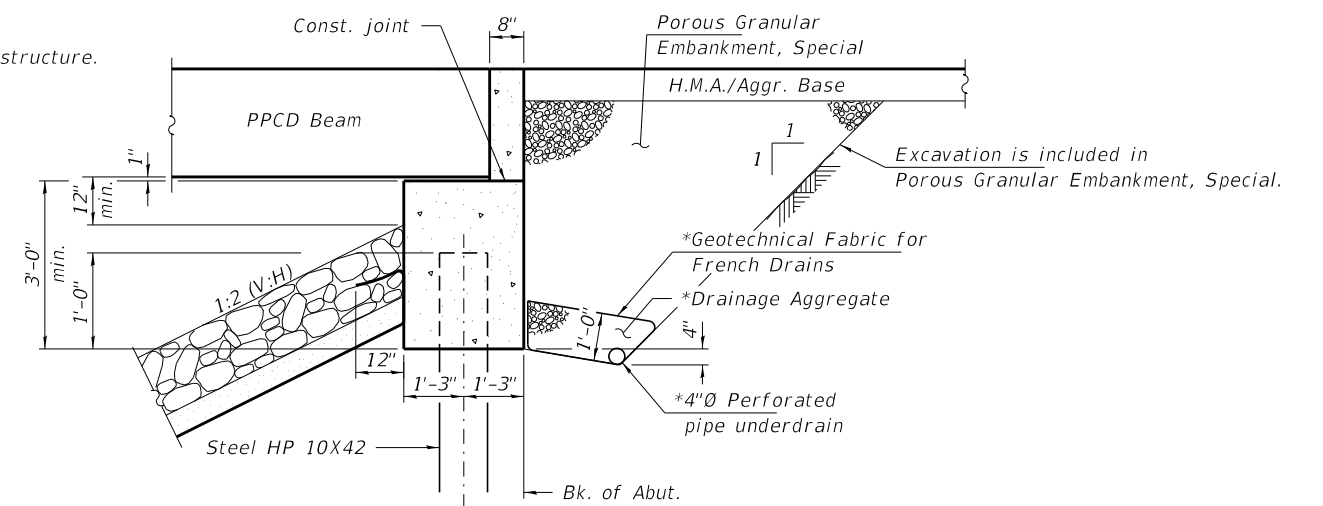 Const. joint
8"
Porous Granular
Embankment, Special
structure.
H.M.A./Aggr. Base
PPCD Beam
1
1
1"
Excavation is included in
Porous Granular Embankment, Special.
12"
min.
3'-0"
min.
1'-0"
1:2 (V:H)
*Geotechnical Fabric for
French Drains
*Drainage Aggregate
1'-0"
4"
12"
1'-3"
1'-3"
*4"Ø Perforated
pipe underdrain
Steel HP 10X42
Bk. of Abut.